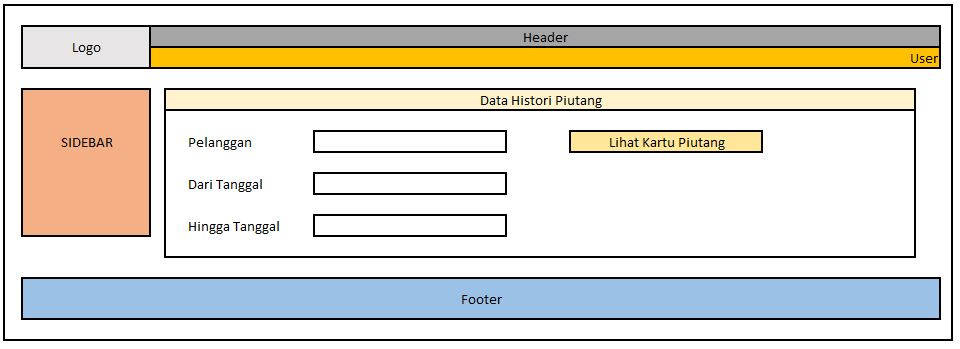 Logo
Header
User
SIDEBAR
Data Histori Piutang
Pelanggan
Lihat Kartu Piutang
Dari Tanggal
Hingga Tanggal
Footer